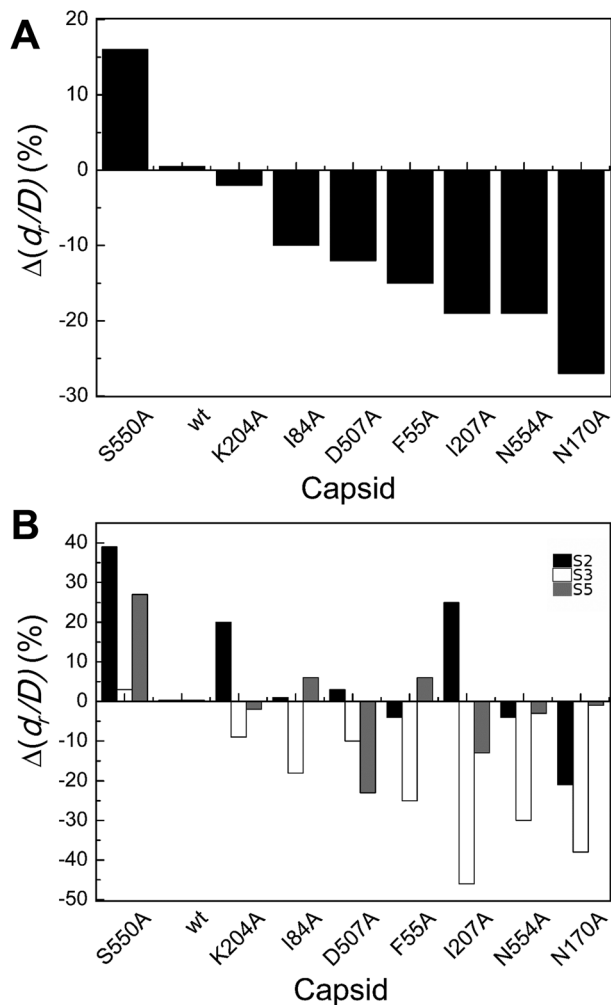 A
20
10
0
-10
-20
-30
Δ(dᵣ/D) (%)
S550A
wt
K204A
I84A
D507A
F55A
I207A
N554A
N170A
Capsid
B
40
30
20
10
0
-10
-20
-30
-40
-50
Δ(dᵣ/D) (%)
S2
S3
S5
S550A
wt
K204A
I84A
D507A
F55A
I207A
N554A
N170A
Capsid